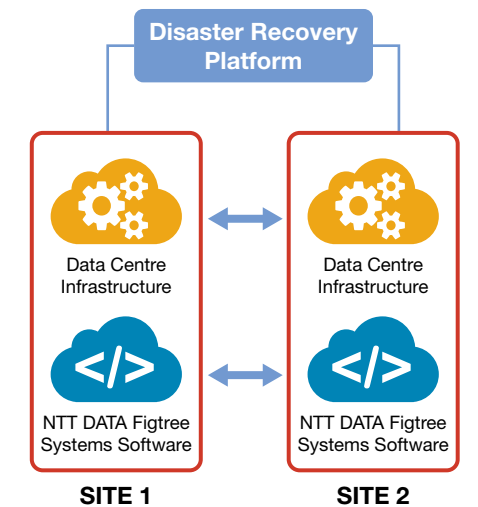 Disaster Recovery
Platform
Data Centre
Infrastructure
Data Centre
Infrastructure
</>
</>
NTT DATA Figtree
Systems Software
NTT DATA Figtree
Systems Software
SITE 1
SITE 2